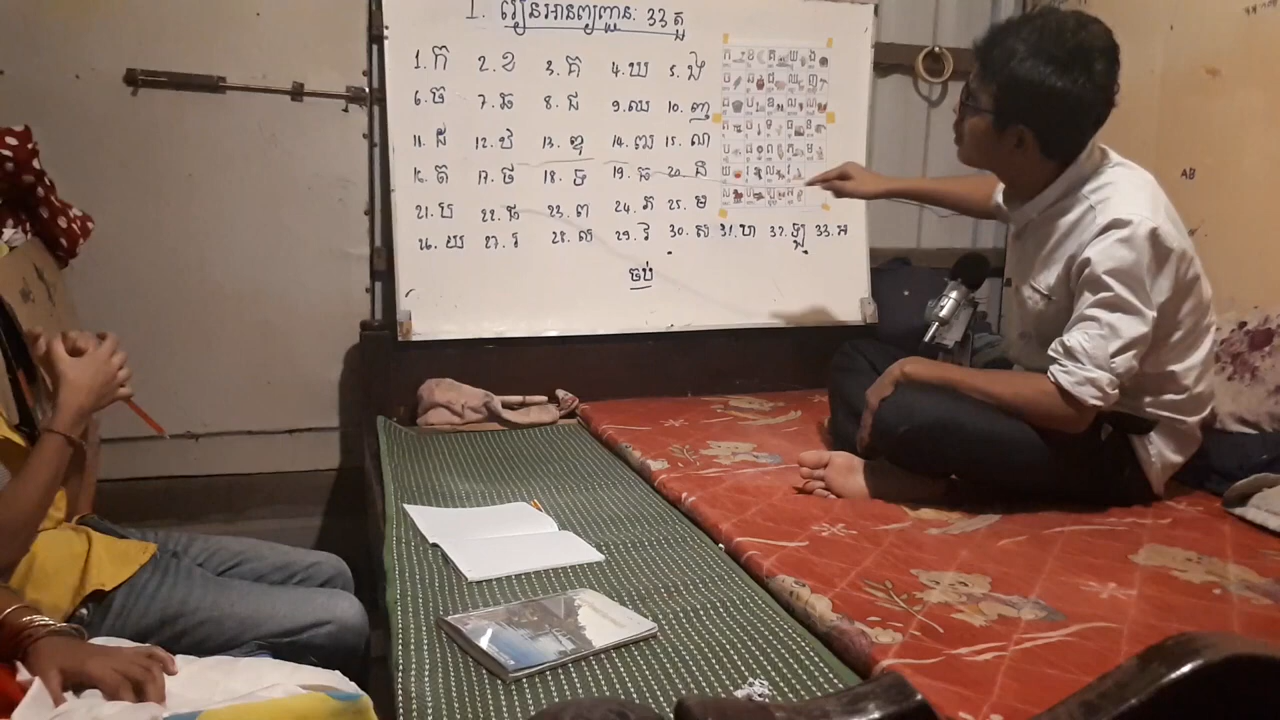 I. រៀនអានព្យញ្ជនៈ 33 តួ
1. ក 2. ខ 3. គ 4. ឃ 5. ង
6. ច 7. ឆ 8. ជ 9. ឈ 10. ញ
11. ដ 12. ឋ 13. ឌ 14. ឍ 15. ណ
16. ត 17. ថ 18. ទ 19. ធ 20. ន
21. ប 22. ផ 23. ព 24. ភ 25. ម
26. យ 27. រ 28. ល 29. វ 30. ស 31. ហ 32. ឡ 33. អ
ចប់
AB